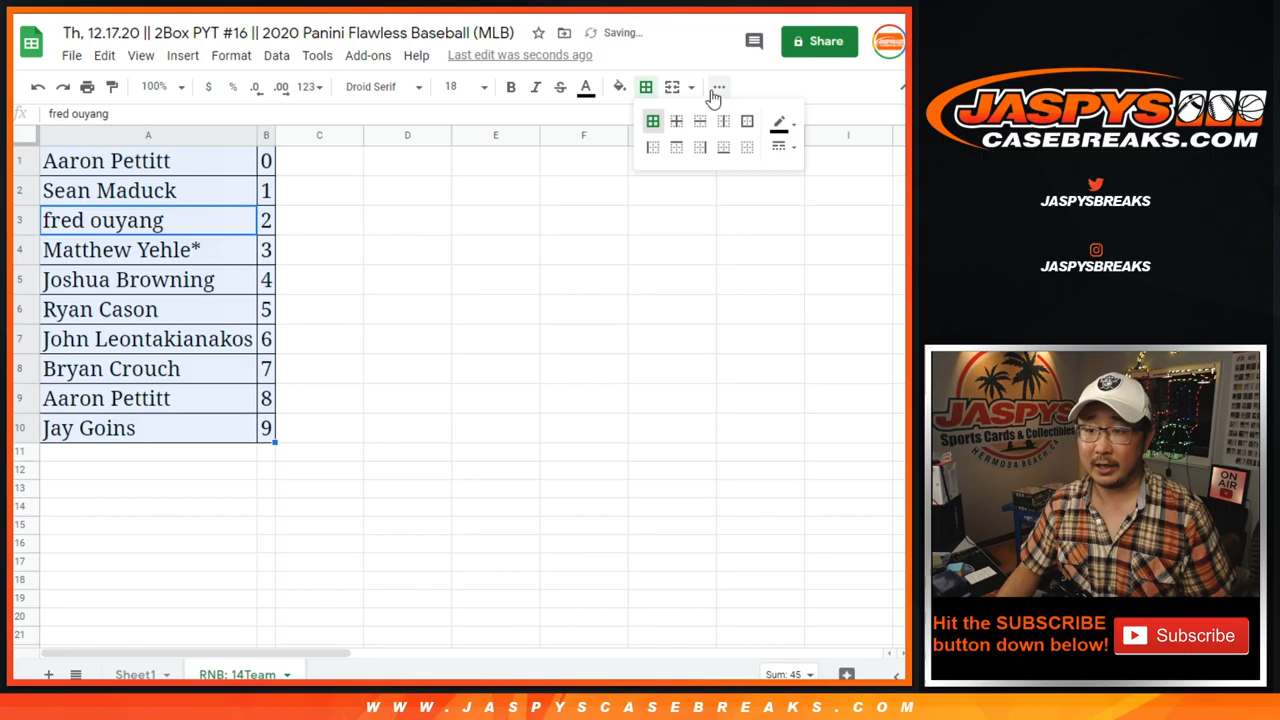 Th, 12.17.20 || 2Box PYT #16 || 2020 Panini Flawless Baseball (MLB) Saving...
File Edit View Insert Format Data Tools Add-ons Help Last edit was seconds ago
Share
100% $ % .0 .00 123 Droid Serif 18 B I S A
fx fred ouyang
A B C D E F I
1 Aaron Pettitt 0
2 Sean Maduck 1
3 fred ouyang 2
4 Matthew Yehle* 3
5 Joshua Browning 4
6 Ryan Cason 5
7 John Leontakianakos 6
8 Bryan Crouch 7
9 Aaron Pettitt 8
10 Jay Goins 9
11
12
13
14
15
16
17
18
19
20
21
Sheet1 RNB: 14Team Sum: 45
JASPYS
CASEBREAKS.COM
JASPYSBREAKS
JASPYSBREAKS
JASPYS
Sports Cards & Collectibles
HERMOSA BEACH, CA
ON AIR
Hit the SUBSCRIBE
button down below!
Subscribe
WWW.JASPYSCASEBREAKS.COM